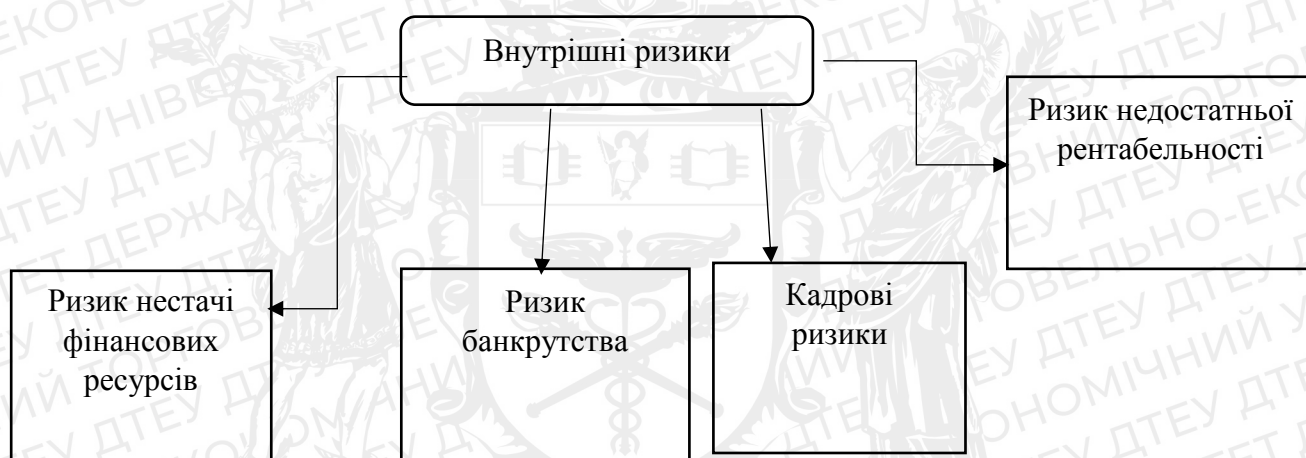 Внутрішні ризики
Ризик недостатньої
рентабельності
Ризик нестачі
фінансових
ресурсів
Ризик
банкрутства
Кадрові
ризики